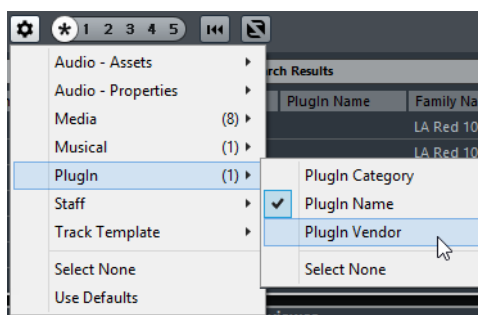 1 2 3 4 5
Audio - Assets
rch Results
Audio - Properties
PlugIn Name
Family Na
Media (8)
LA Red 10
Musical (1)
LA Red 10
PlugIn (1)
PlugIn Category
Staff
PlugIn Name
Track Template
PlugIn Vendor
Select None
Select None
Use Defaults